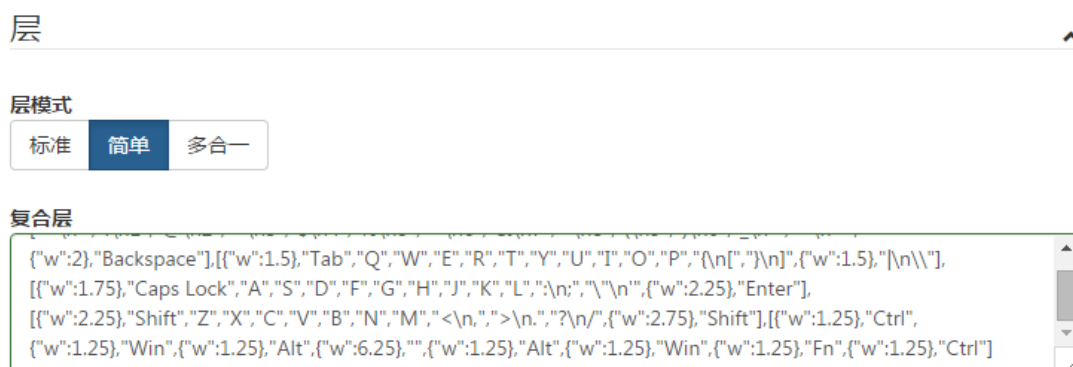 层
层模式
标准 简单 多合一
复合层
{"w":2},"Backspace"],[{"w":1.5},"Tab","Q","W","E","R","T","Y","U","I","O","P","{\n[","}\n]",{"w":1.5},"|\n\\"],
[{"w":1.75},"Caps Lock","A","S","D","F","G","H","J","K","L",":\n;","\"\n'",{"w":2.25},"Enter"],
[{"w":2.25},"Shift","Z","X","C","V","B","N","M","<\n,",">\n.","?\n/",{"w":2.75},"Shift"],[{"w":1.25},"Ctrl",
{"w":1.25},"Win",{"w":1.25},"Alt",{"w":6.25},"",{"w":1.25},"Alt",{"w":1.25},"Win",{"w":1.25},"Fn",{"w":1.25},"Ctrl"]